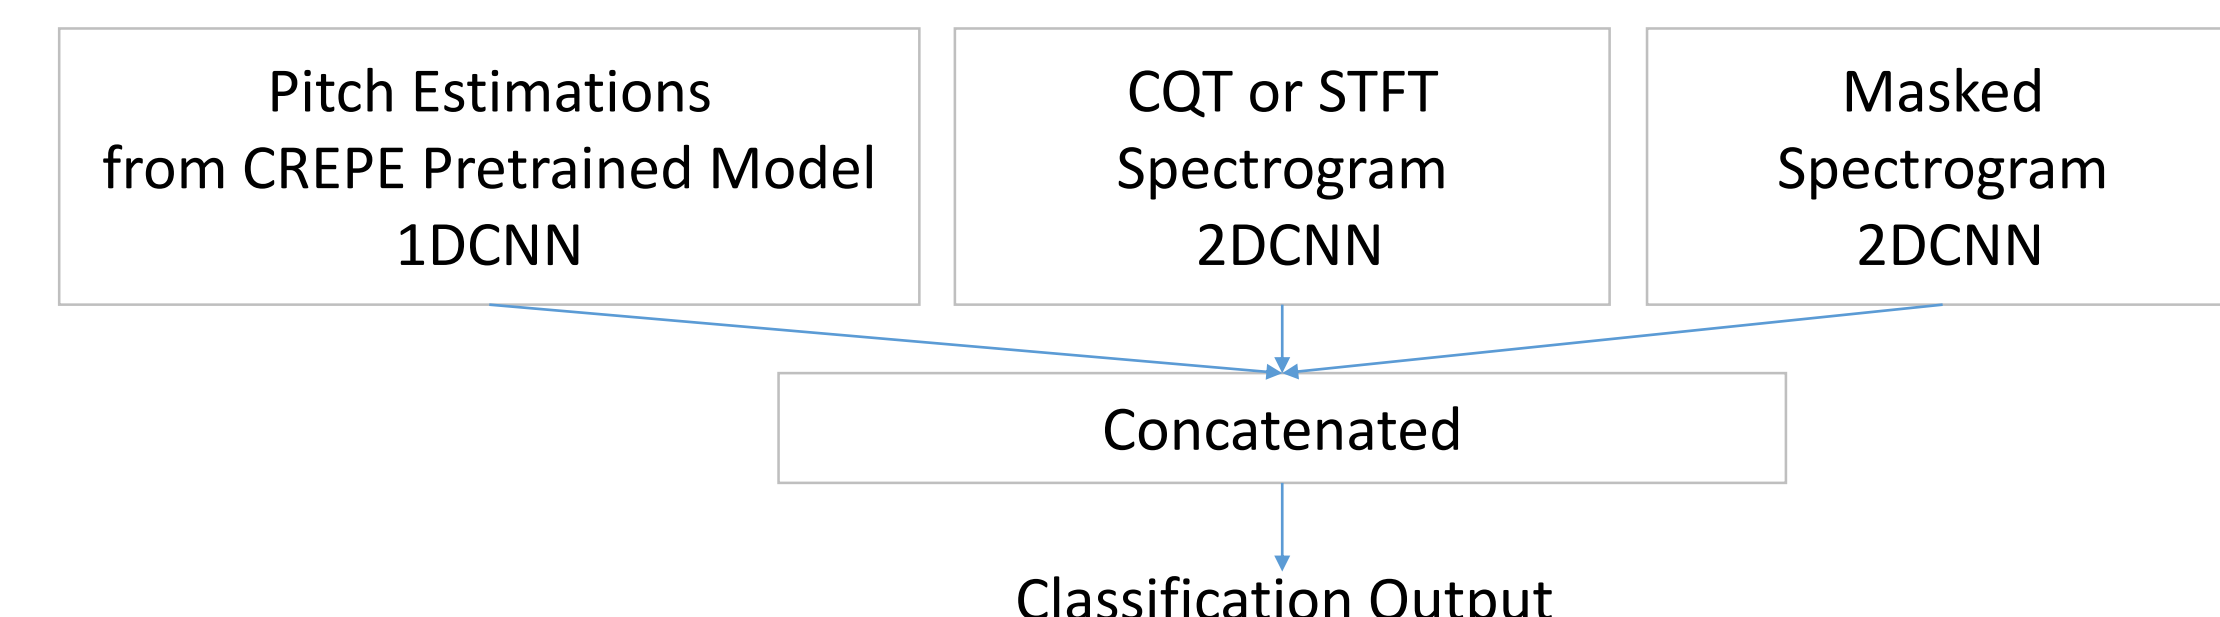 Pitch Estimations
from CREPE Pretrained Model
1DCNN
CQT or STFT
Spectrogram
2DCNN
Masked
Spectrogram
2DCNN
Concatenated
Classification Output